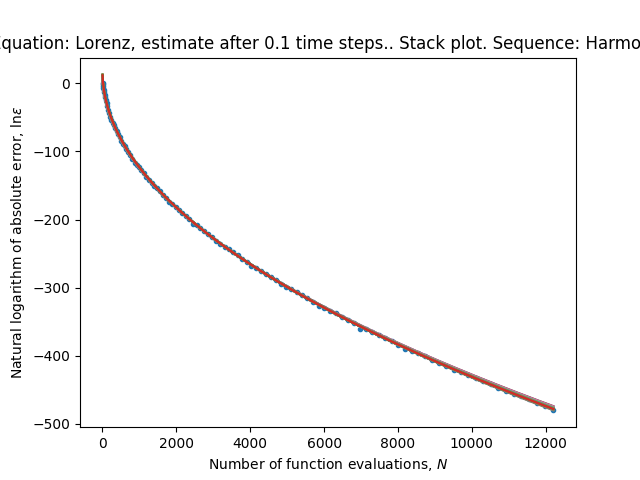 Equation: Lorenz, estimate after 0.1 time steps.. Stack plot. Sequence: Harmo
Natural logarithm of absolute error, lnε
0
−100
−200
−300
−400
−500
0 2000 4000 6000 8000 10000 12000
Number of function evaluations, N